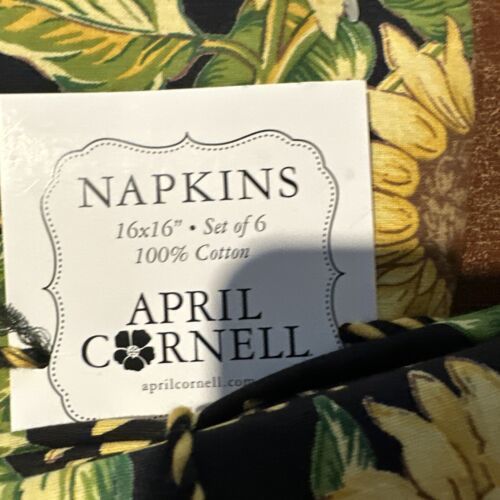 NAPKINS
16x16" • Set of 6
100% Cotton
APRIL
CORNELL
aprilcornell.com